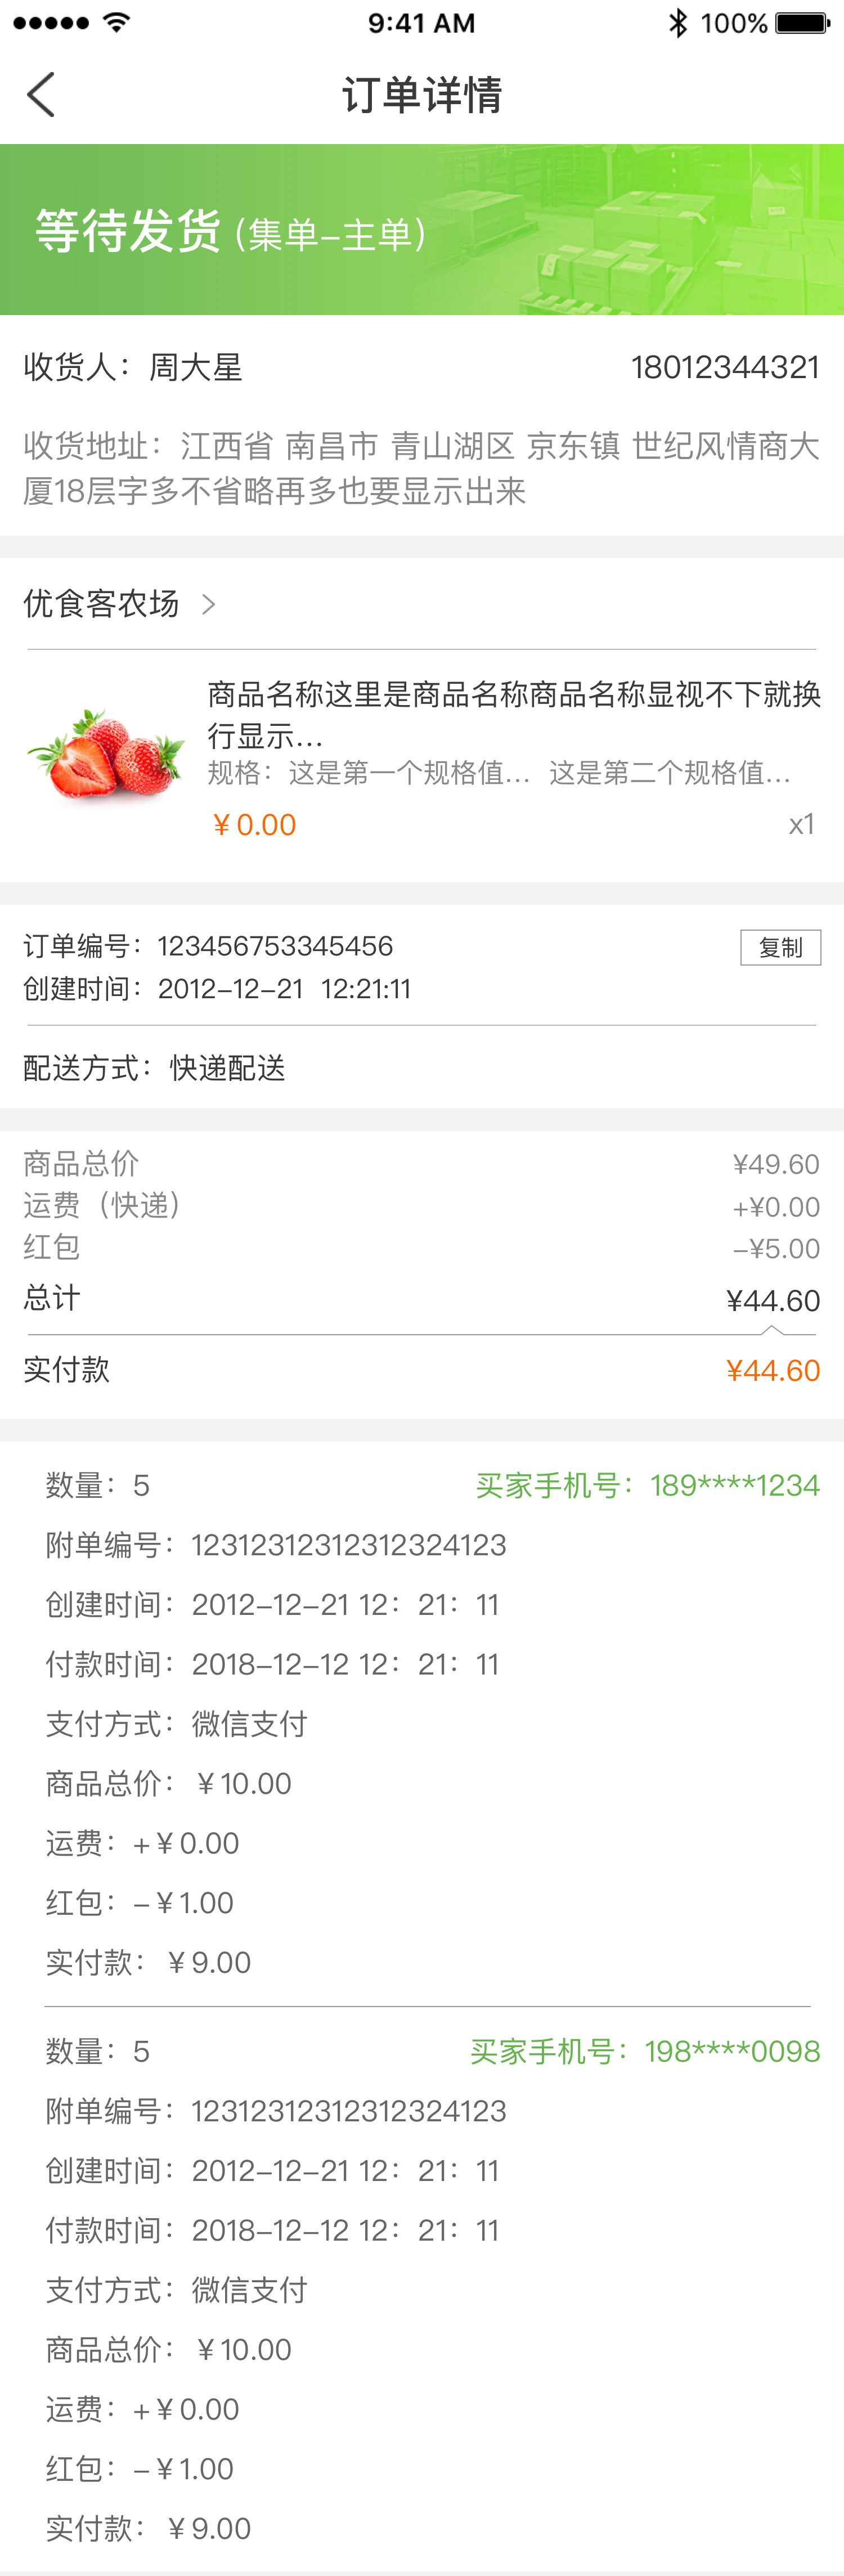 9:41 AM
100%
订单详情
等待发货 (集单-主单)
收货人：周大星 18012344321
收货地址：江西省 南昌市 青山湖区 京东镇 世纪风情商大
厦18层字多不省略再多也要显示出来
优食客农场 >
商品名称这里是商品名称商品名称显视不下就换
行显示...
规格：这是第一个规格值... 这是第二个规格值...
￥0.00 x1
订单编号：123456753345456 复制
创建时间：2012-12-21 12:21:11
配送方式：快递配送
商品总价 ¥49.60
运费（快递） +¥0.00
红包 -¥5.00
总计 ¥44.60
实付款 ¥44.60
数量：5 买家手机号：189****1234
附单编号：12312312312312324123
创建时间：2012-12-21 12：21：11
付款时间：2018-12-12 12：21：11
支付方式：微信支付
商品总价：￥10.00
运费：+￥0.00
红包：-￥1.00
实付款：￥9.00
数量：5 买家手机号：198****0098
附单编号：12312312312312324123
创建时间：2012-12-21 12：21：11
付款时间：2018-12-12 12：21：11
支付方式：微信支付
商品总价：￥10.00
运费：+￥0.00
红包：-￥1.00
实付款：￥9.00